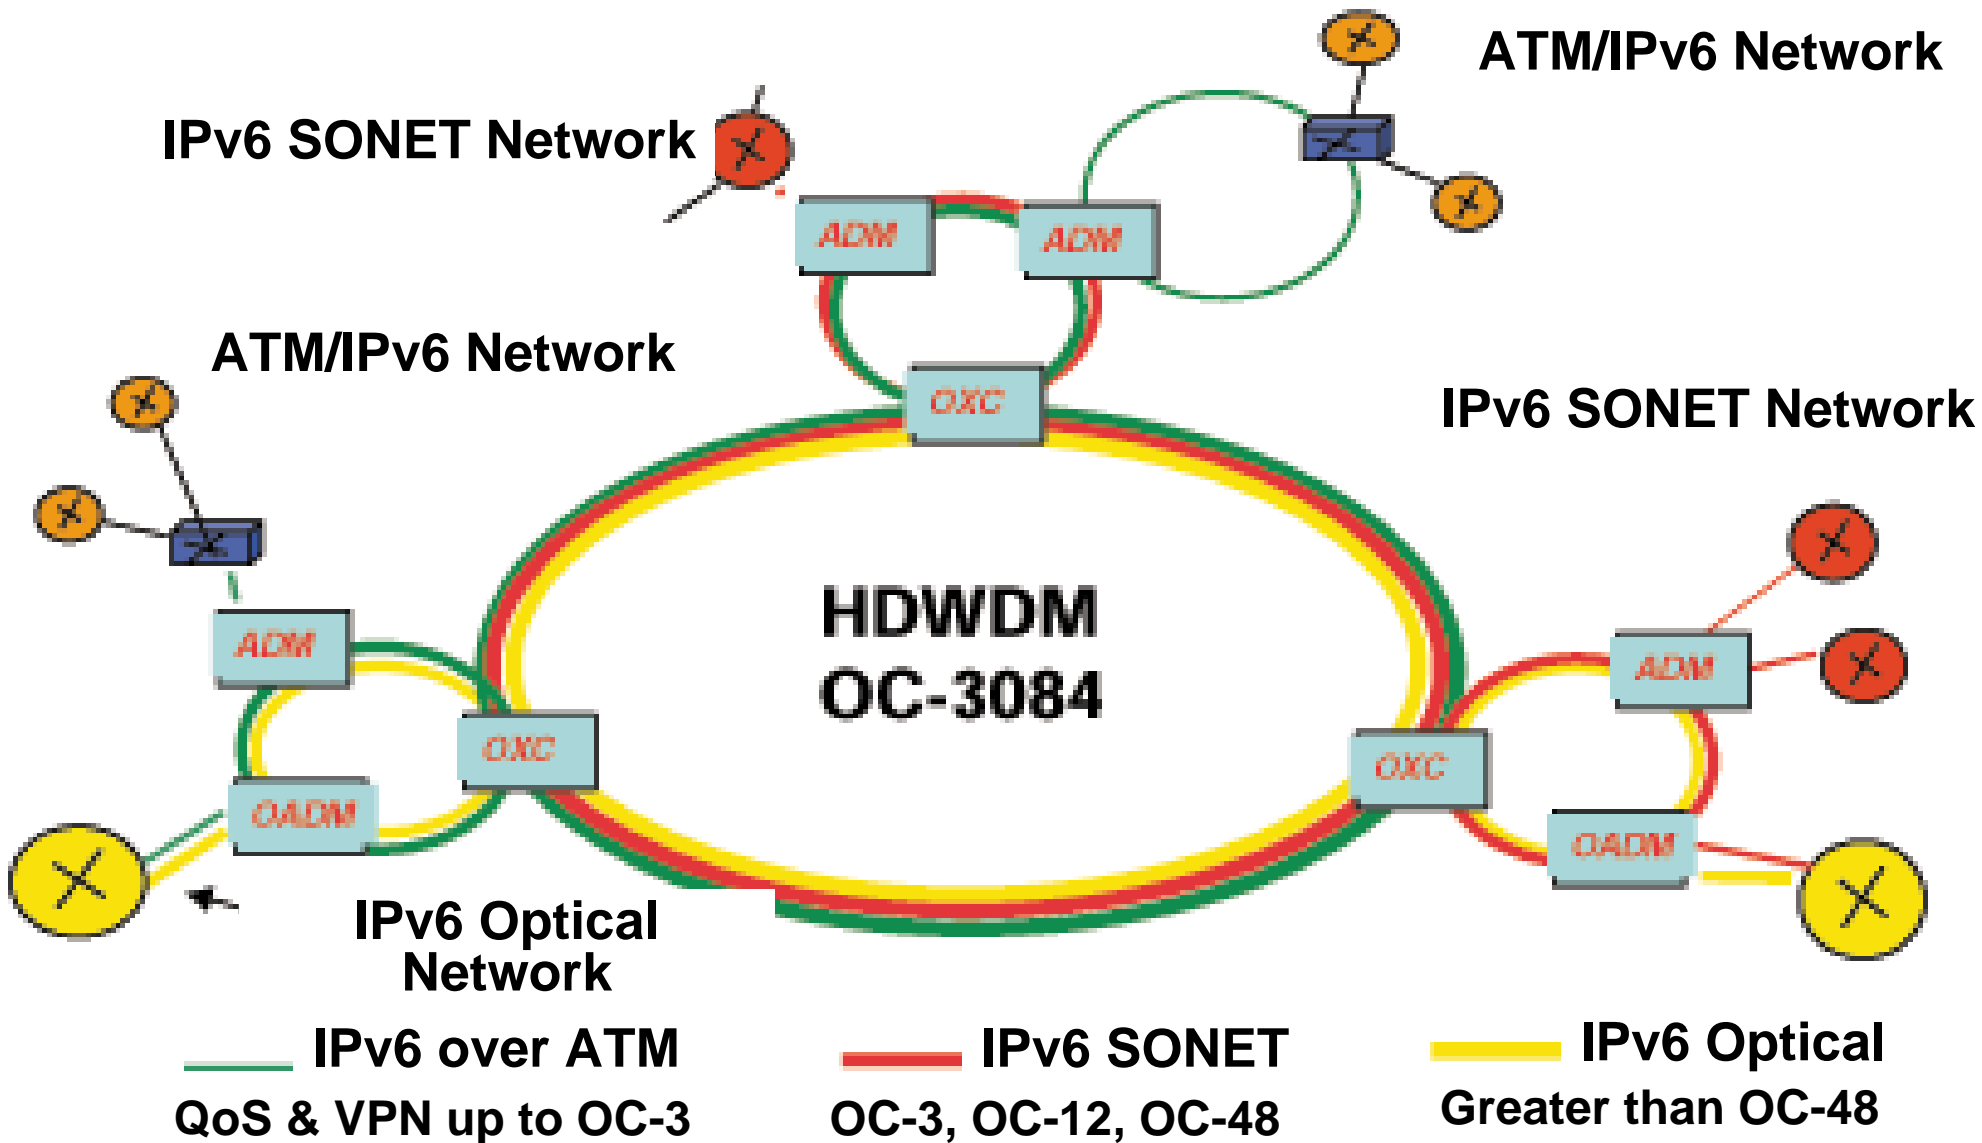 ATM/IPv6 Network
IPv6 SONET Network
ADM
ADM
ATM/IPv6 Network
OXC
IPv6 SONET Network
HDWDM
OC-3084
ADM
ADM
OXC
OXC
OADM
OADM
IPv6 Optical
Network
IPv6 over ATM
QoS & VPN up to OC-3
IPv6 SONET
OC-3, OC-12, OC-48
IPv6 Optical
Greater than OC-48